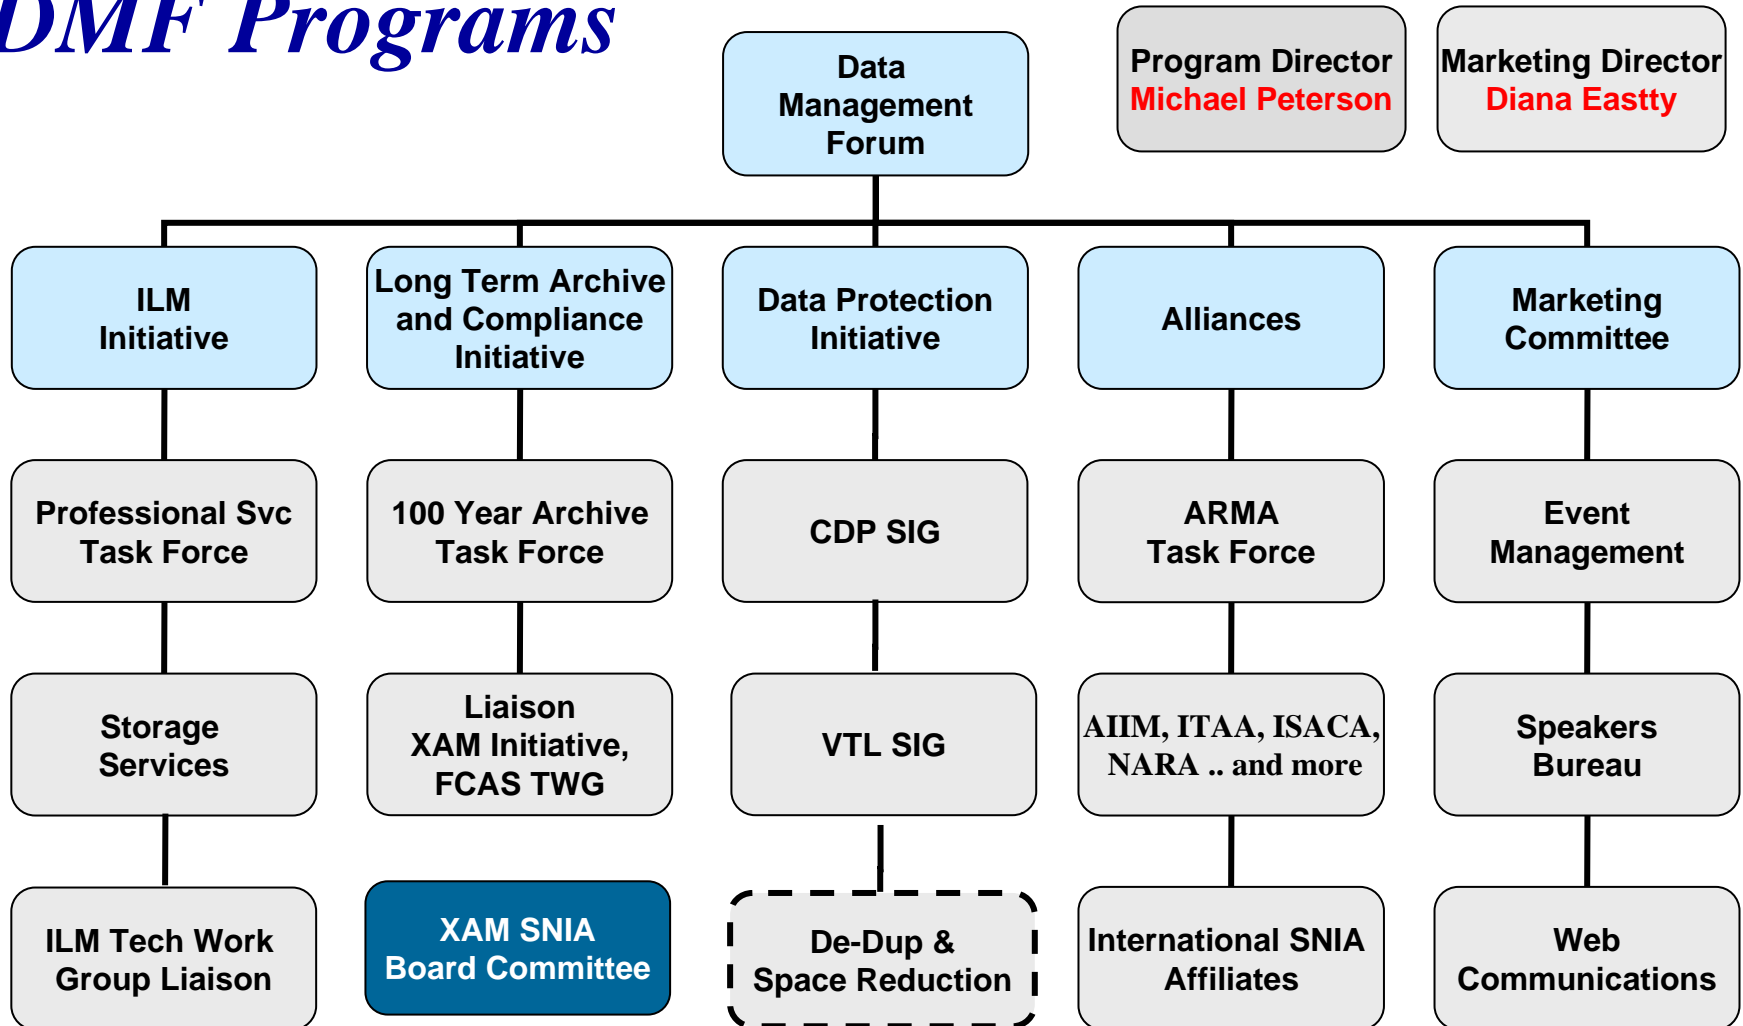 DMF Programs
Data
Management
Forum
Program Director
Michael Peterson
Marketing Director
Diana Eastty
ILM
Initiative
Long Term Archive
and Compliance
Initiative
Data Protection
Initiative
Alliances
Marketing
Committee
Professional Svc
Task Force
100 Year Archive
Task Force
CDP SIG
ARMA
Task Force
Event
Management
Storage
Services
Liaison
XAM Initiative,
FCAS TWG
VTL SIG
AIIM, ITAA, ISACA,
NARA .. and more
Speakers
Bureau
ILM Tech Work
Group Liaison
XAM SNIA
Board Committee
De-Dup &
Space Reduction
International SNIA
Affiliates
Web
Communications